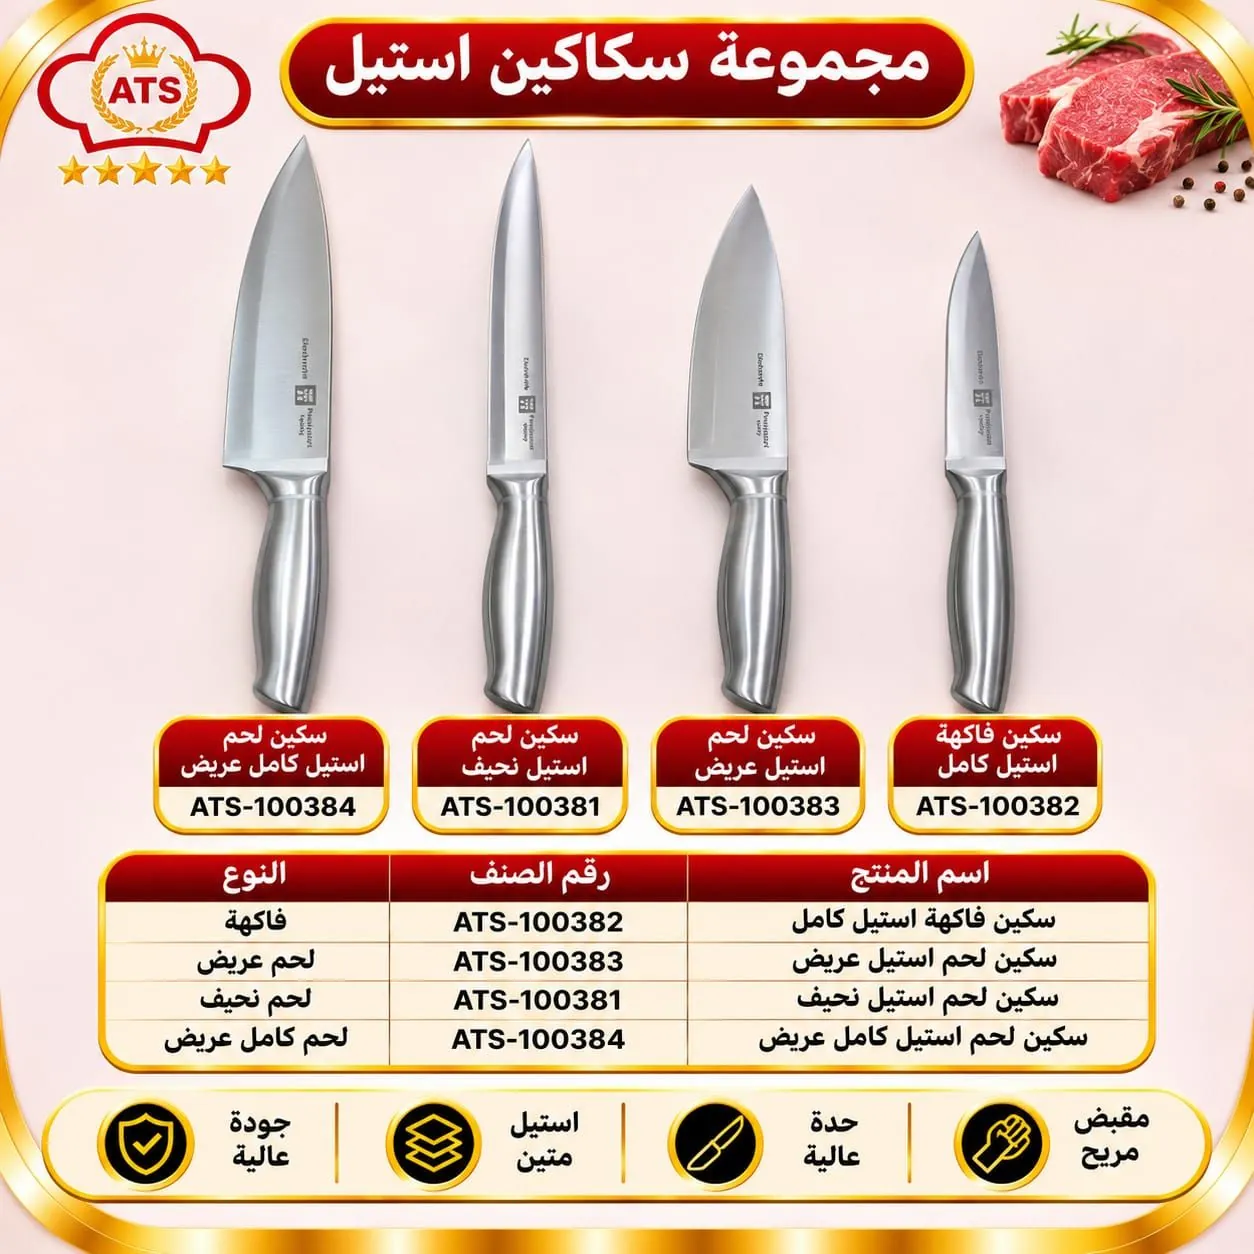 ATS
مجموعة سكاكين استيل
سكين فاكهة
استيل كامل
ATS-100382
سكين لحم
استيل عريض
ATS-100383
سكين لحم
استيل نحيف
ATS-100381
سكين لحم
استيل كامل عريض
ATS-100384
اسم المنتج رقم الصنف النوع
سكين فاكهة استيل كامل ATS-100382 فاكهة
سكين لحم استيل عريض ATS-100383 لحم عريض
سكين لحم استيل نحيف ATS-100381 لحم نحيف
سكين لحم استيل كامل عريض ATS-100384 لحم كامل عريض
مقبض
مريح
حدة
عالية
استيل
متين
جودة
عالية